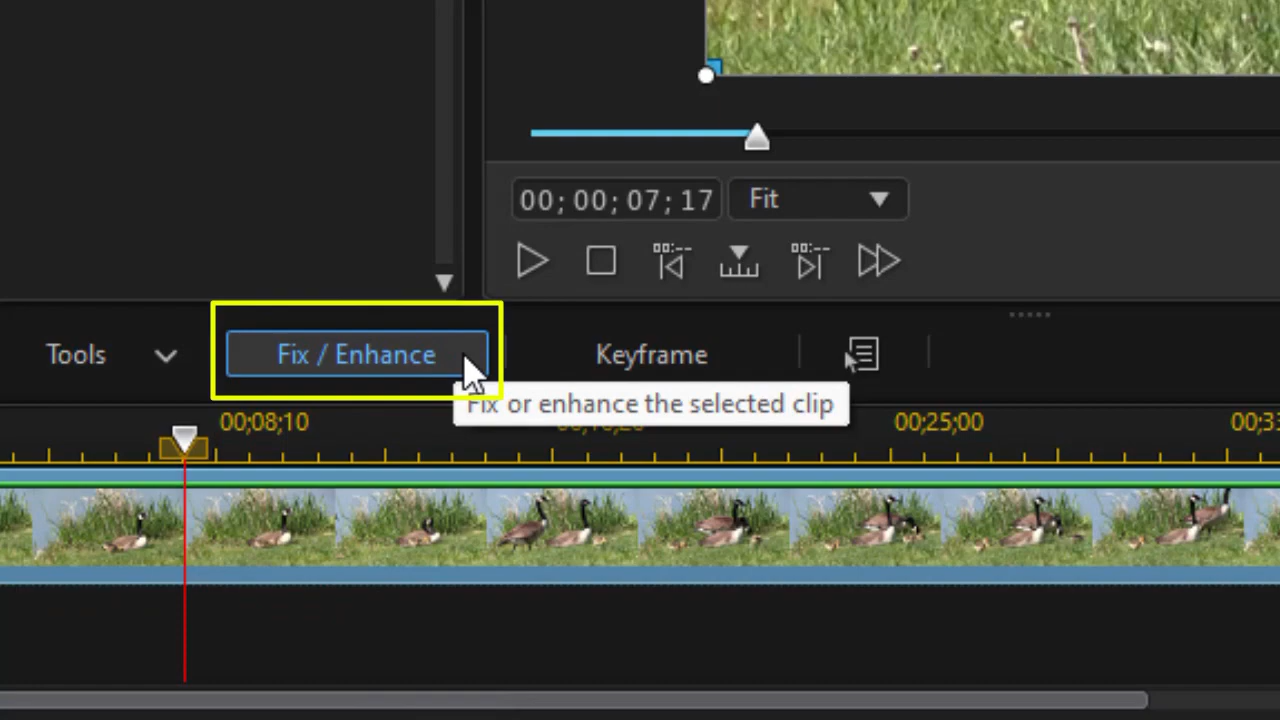 00; 00; 07; 17 Fit
Tools Fix / Enhance Keyframe
Fix or enhance the selected clip
00;08;10 00;25;00